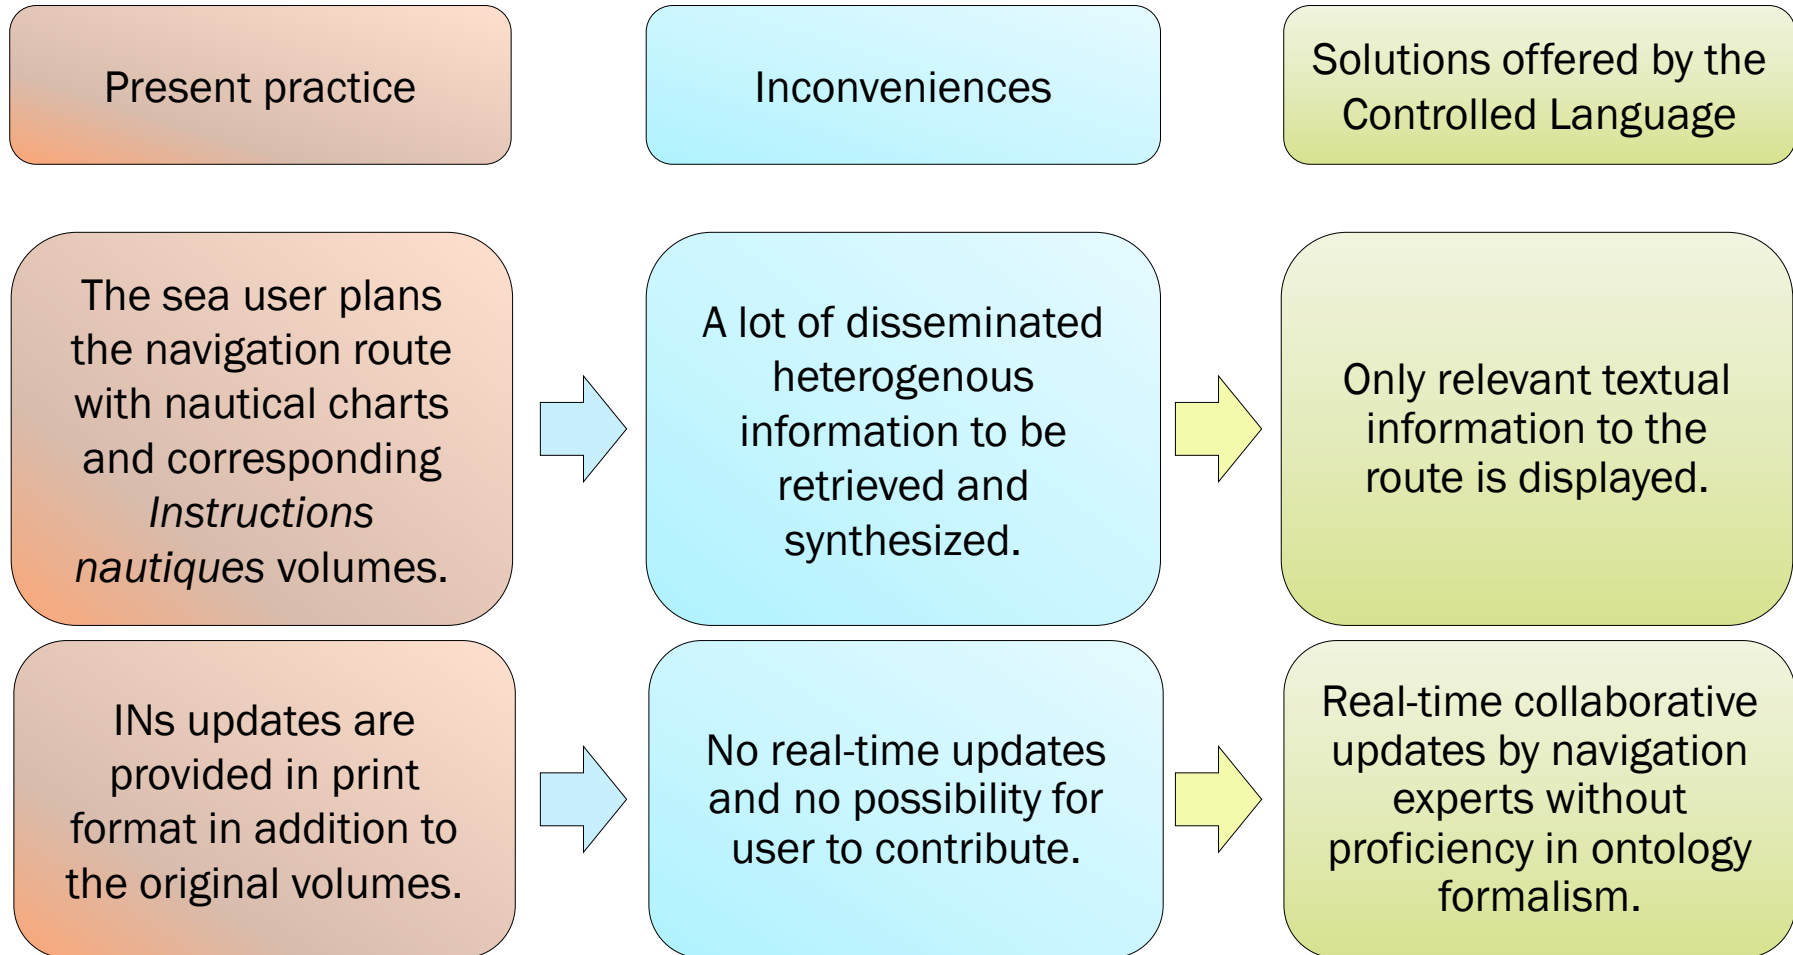 Present practice
Inconveniences
Solutions offered by the
Controlled Language
The sea user plans
the navigation route
with nautical charts
and corresponding
Instructions
nautiques volumes.
A lot of disseminated
heterogenous
information to be
retrieved and
synthesized.
Only relevant textual
information to the
route is displayed.
INs updates are
provided in print
format in addition to
the original volumes.
No real-time updates
and no possibility for
user to contribute.
Real-time collaborative
updates by navigation
experts without
proficiency in ontology
formalism.